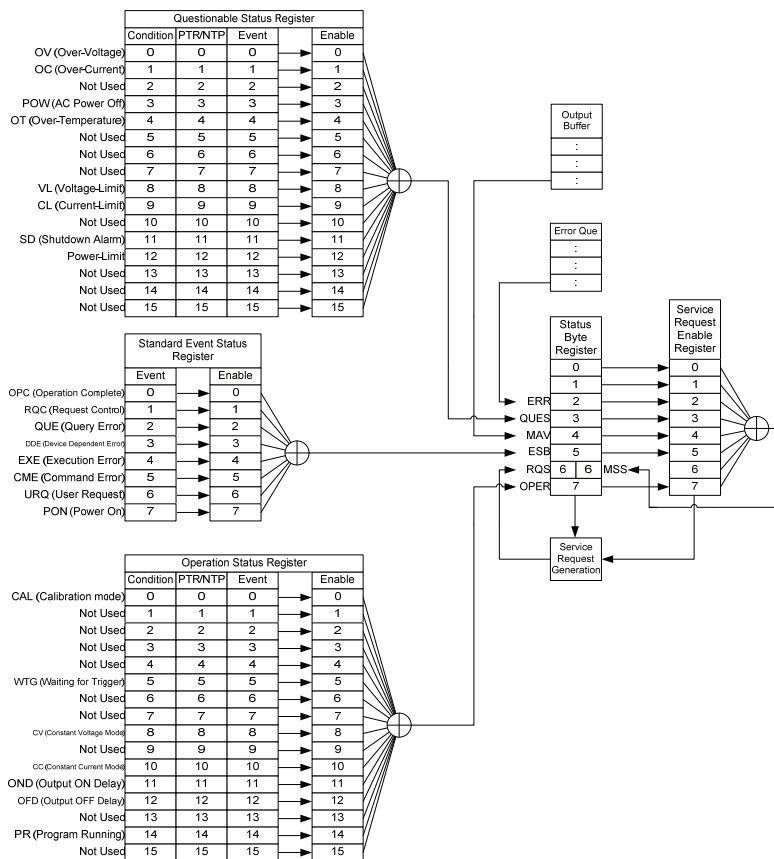 Questionable Status Register
Condition PTR/NTP Event Enable
OV (Over-Voltage) 0 0 0 0
OC (Over-Current) 1 1 1 1
Not Used 2 2 2 2
POW (AC Power Off) 3 3 3 3
OT (Over-Temperature) 4 4 4 4
Not Used 5 5 5 5
Not Used 6 6 6 6
Not Used 7 7 7 7
VL (Voltage-Limit) 8 8 8 8
CL (Current-Limit) 9 9 9 9
Not Used 10 10 10 10
SD (Shutdown Alarm) 11 11 11 11
Power-Limit 12 12 12 12
Not Used 13 13 13 13
Not Used 14 14 14 14
Not Used 15 15 15 15
Output
Buffer
:
:
:
Error Que
:
:
:
Standard Event Status
Register
Event Enable
OPC (Operation Complete) 0 0
RQC (Request Control) 1 1
QUE (Query Error) 2 2
DDE (Device Dependent Error) 3 3
EXE (Execution Error) 4 4
CME (Command Error) 5 5
URQ (User Request) 6 6
PON (Power On) 7 7
Status
Byte
Register
Service
Request
Enable
Register
0 0
1 1
ERR 2 2
QUES 3 3
MAV 4 4
ESB 5 5
RQS 6 6 MSS 6
OPER 7 7
Service
Request
Generation
Operation Status Register
Condition PTR/NTP Event Enable
CAL (Calibration mode) 0 0 0 0
Not Used 1 1 1 1
Not Used 2 2 2 2
Not Used 3 3 3 3
Not Used 4 4 4 4
WTG (Waiting for Trigger) 5 5 5 5
Not Used 6 6 6 6
Not Used 7 7 7 7
CV (Constant Voltage Mode) 8 8 8 8
Not Used 9 9 9 9
CC (Constant Current Mode) 10 10 10 10
OND (Output ON Delay) 11 11 11 11
OFD (Output OFF Delay) 12 12 12 12
Not Used 13 13 13 13
PR (Program Running) 14 14 14 14
Not Used 15 15 15 15